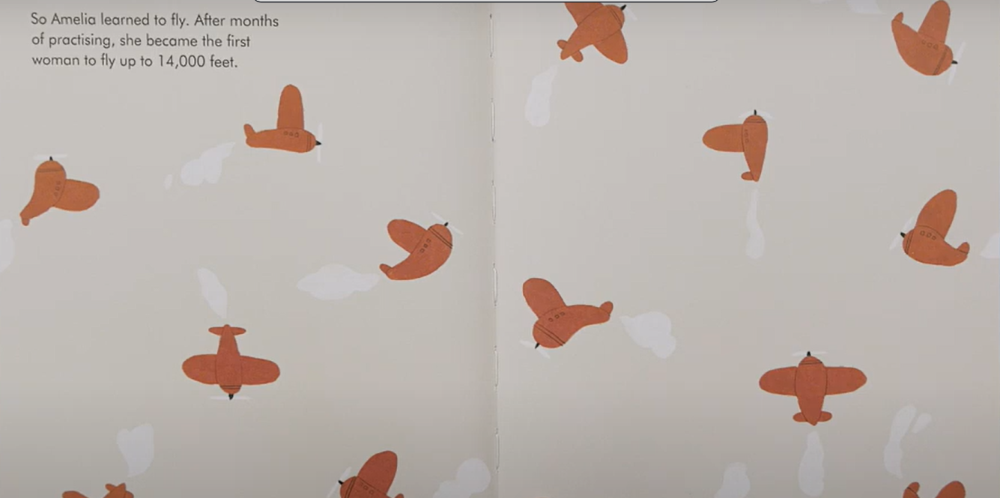 So Amelia learned to fly. After months
of practising, she became the first
woman to fly up to 14,000 feet.